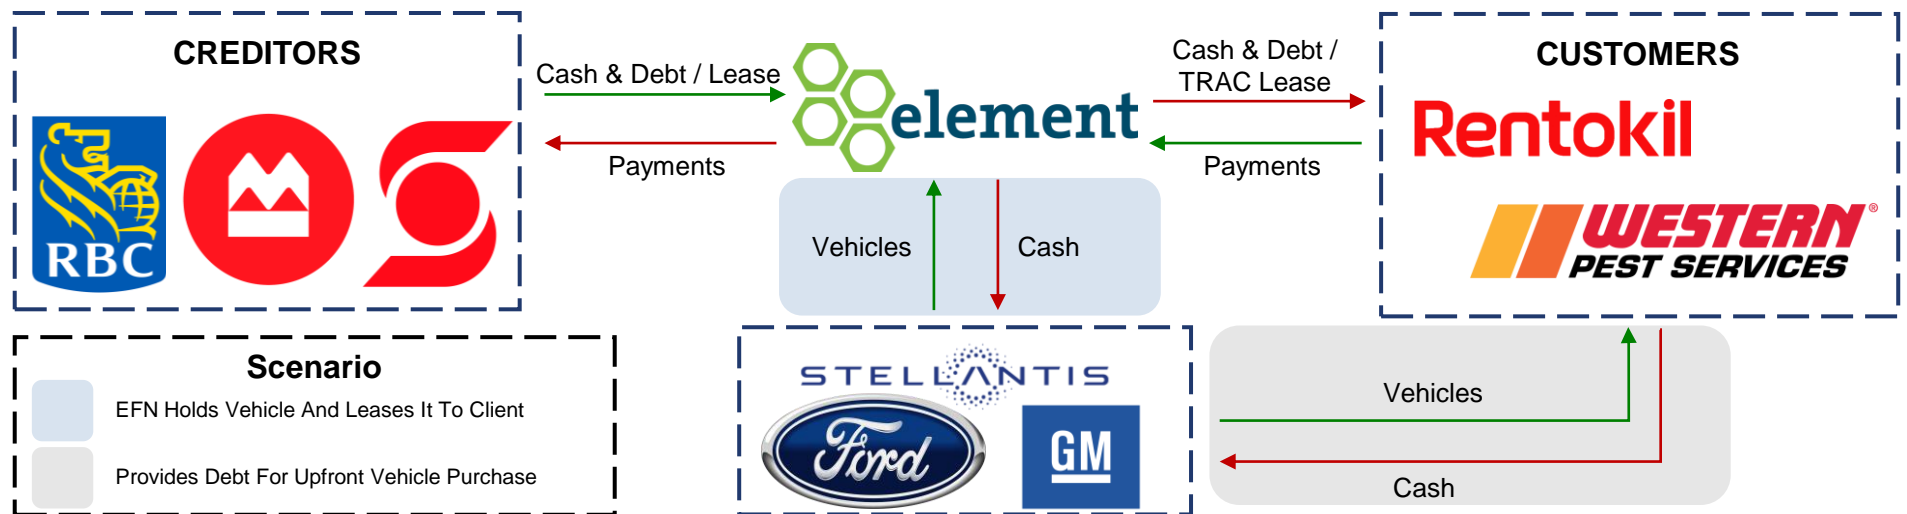 CREDITORS
RBC
Cash & Debt / Lease
Payments
element
Cash & Debt /
TRAC Lease
Payments
CUSTOMERS
Rentokil
WESTERN®
PEST SERVICES
Vehicles
Cash
Scenario
EFN Holds Vehicle And Leases It To Client
Provides Debt For Upfront Vehicle Purchase
STELLANTIS
Ford
GM
Vehicles
Cash